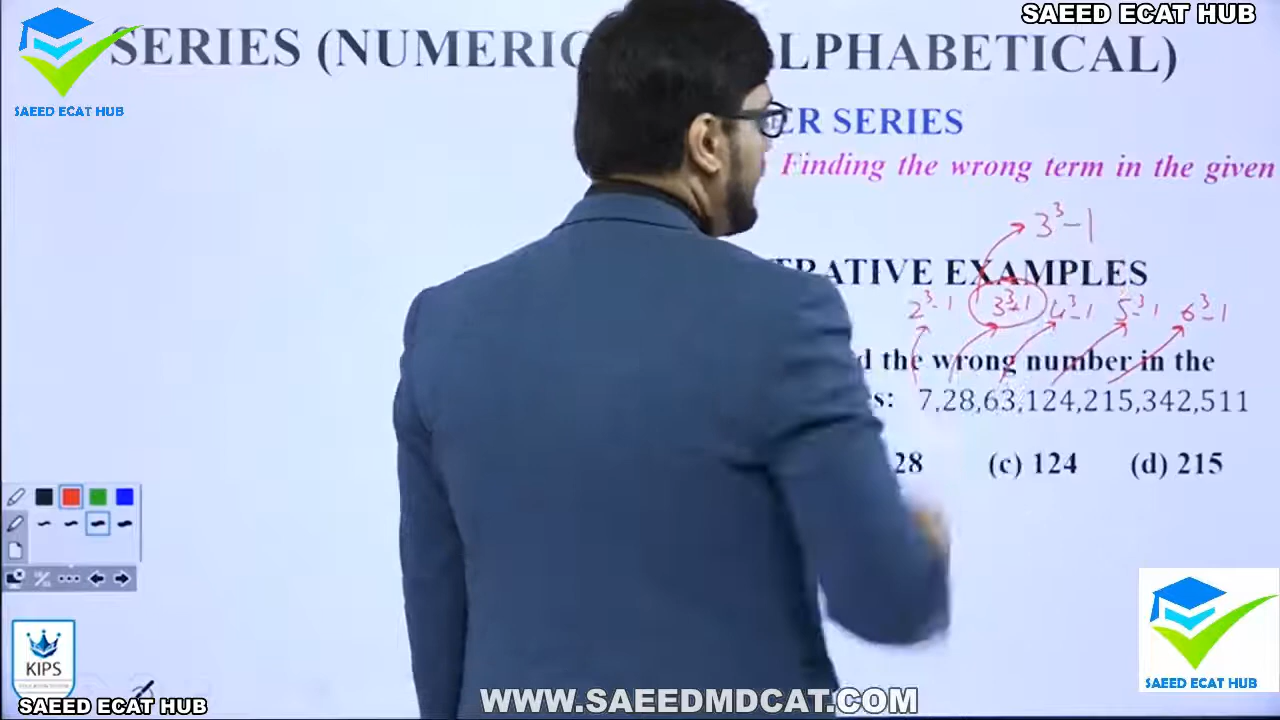 SAEED ECAT HUB
SERIES (NUMERIC LPHABETICAL)
SAEED ECAT HUB
ER SERIES
Finding the wrong term in the given
3³-1
TRATIVE EXAMPLES
2³-1 3³+1 4³-1 5³-1 6³-1
d the wrong number in the
s: 7,28,63,124,215,342,511
28 (c) 124 (d) 215
KIPS
SAEED ECAT HUB
SAEED ECAT HUB
WWW.SAEEDMDCAT.COM